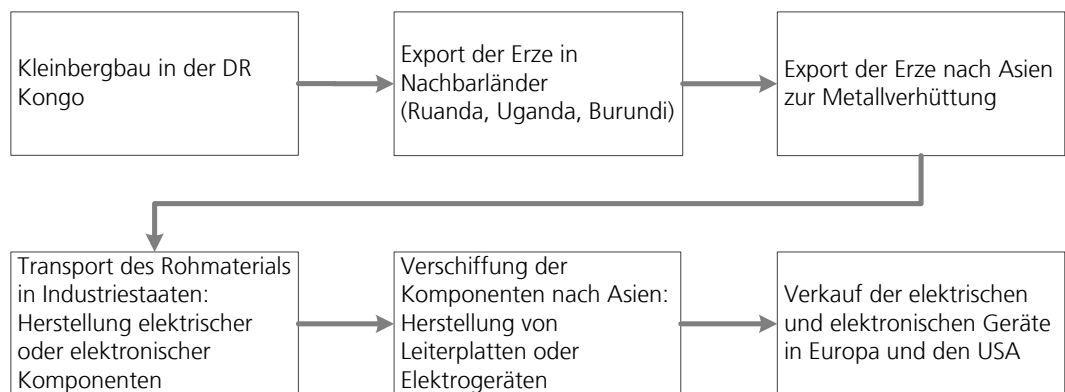 Kleinbergbau in der DR
Kongo
Export der Erze in
Nachbarländer
(Ruanda, Uganda, Burundi)
Export der Erze nach Asien
zur Metallverhüttung
Transport des Rohmaterials
in Industriestaaten:
Herstellung elektrischer
oder elektronischer
Komponenten
Verschiffung der
Komponenten nach Asien:
Herstellung von
Leiterplatten oder
Elektrogeräten
Verkauf der elektrischen
und elektronischen Geräte
in Europa und den USA